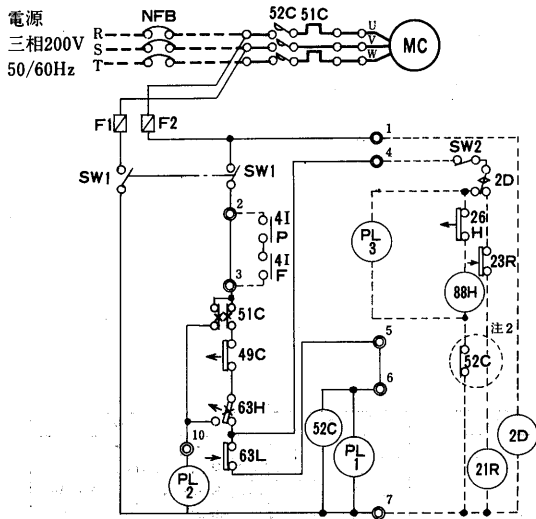 電源
三相200V
50/60Hz
R
S
T
NFB
52C
51C
U
V
W
MC
F1
F2
1
4
SW2
SW1
SW1
2D
2
4I
P
4I
F
PL
3
26
H
23R
3
51C
88H
49C
5
注2
52C
63H
6
10
63L
52C
PL
1
2D
PL
2
21R
7